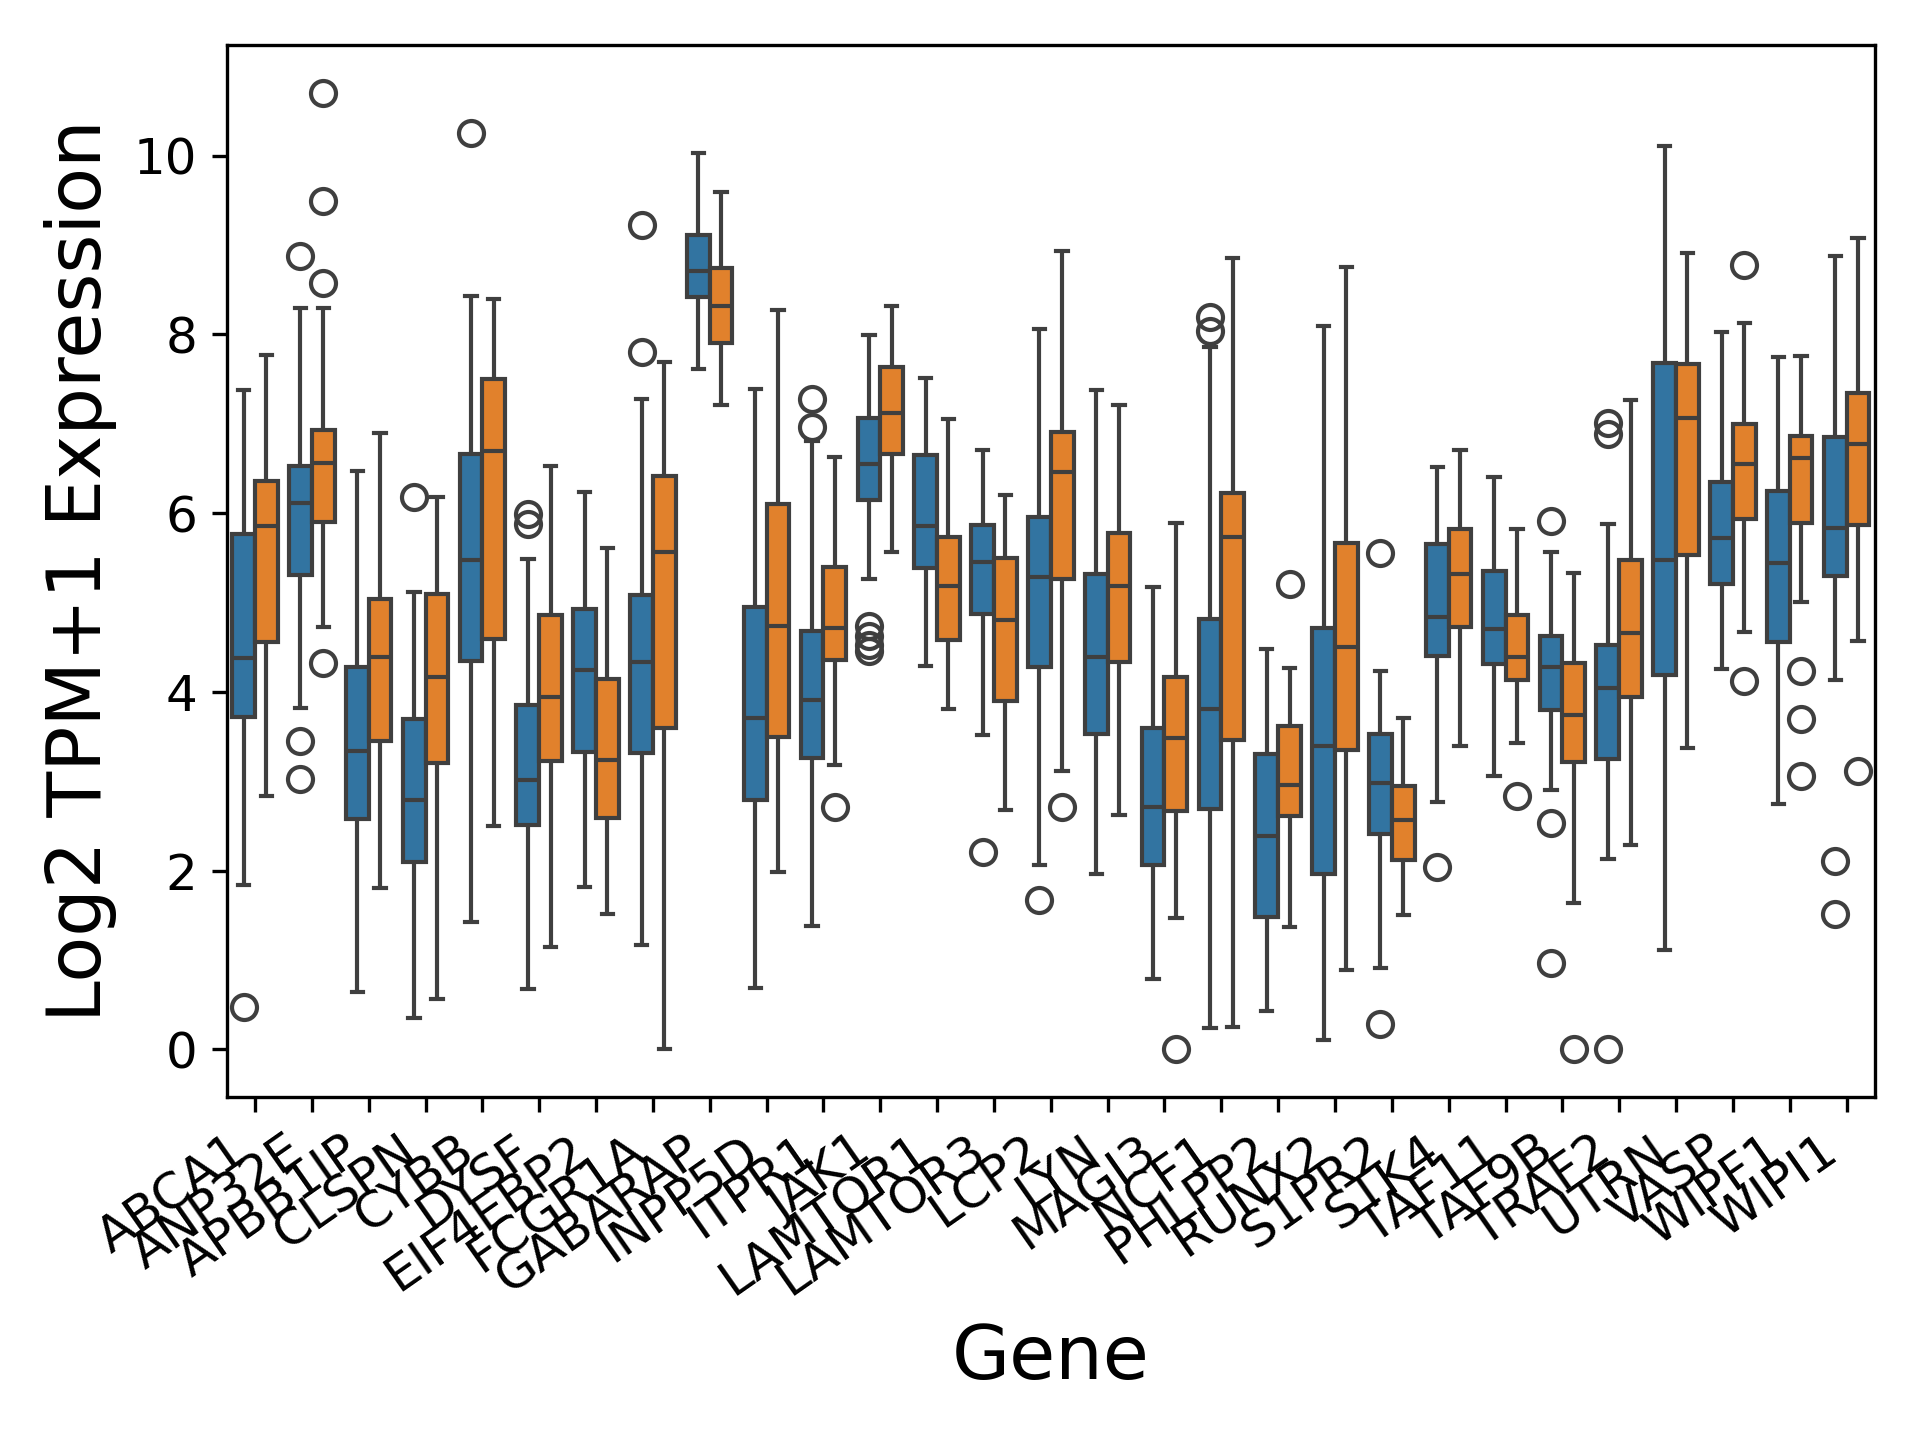 Log2 TPM+1 Expression
10
8
6
4
2
0
ABCA1
ANP32E
APBB1IP
CLSPN
CYBB
DYSF
EIF4EBP2
FCGR1A
GABARAP
INPP5D
ITPR1
JAK1
LAMTOR1
LAMTOR3
LCP2
LYN
MAGI3
NCF1
PHLPP2
RUNX2
S1PR2
SIK4
TAF11
TAF9B
TRAF2
UTRN
VASP
WIPF1
WIPI1
Gene